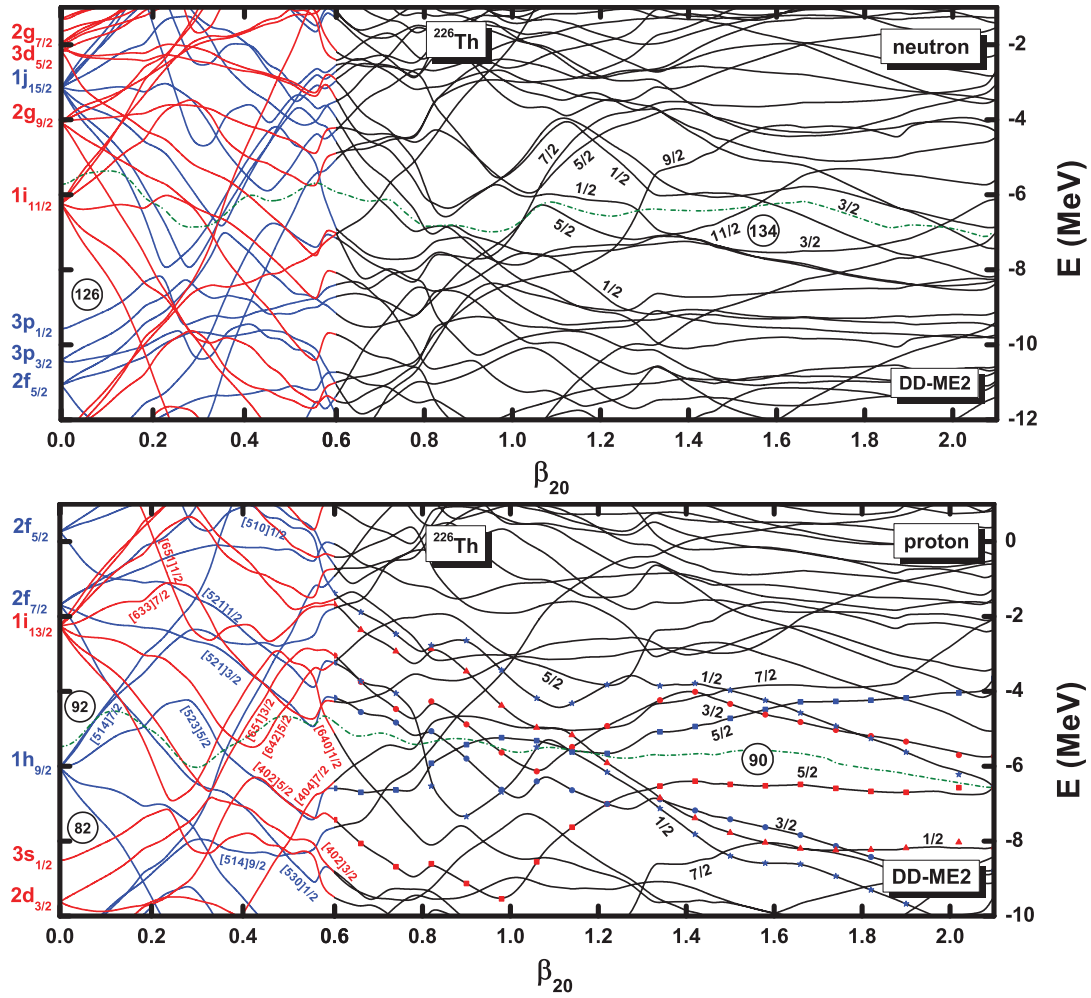 2g7/2
3d5/2
1j15/2
2g9/2
1i11/2
126
3p1/2
3p3/2
2f5/2
226Th
neutron
7/2
5/2
1/2
9/2
1/2
5/2
11/2
134
3/2
3/2
1/2
DD-ME2
-2
-4
-6
-8
-10
-12
E (MeV)
0.0 0.2 0.4 0.6 0.8 1.0 1.2 1.4 1.6 1.8 2.0
β20
2f5/2
2f7/2
1i13/2
92
1h9/2
82
3s1/2
2d3/2
226Th
proton
[510]1/2
[651]1/2
[633]7/2
[521]1/2
[521]3/2
[514]7/2
[523]5/2
[651]3/2
[642]5/2
[640]1/2
[402]5/2
[404]7/2
[514]9/2
[530]1/2
[402]3/2
5/2
1/2
7/2
3/2
5/2
90
5/2
3/2
1/2
1/2
7/2
DD-ME2
0
-2
-4
-6
-8
-10
E (MeV)
0.0 0.2 0.4 0.6 0.8 1.0 1.2 1.4 1.6 1.8 2.0
β20